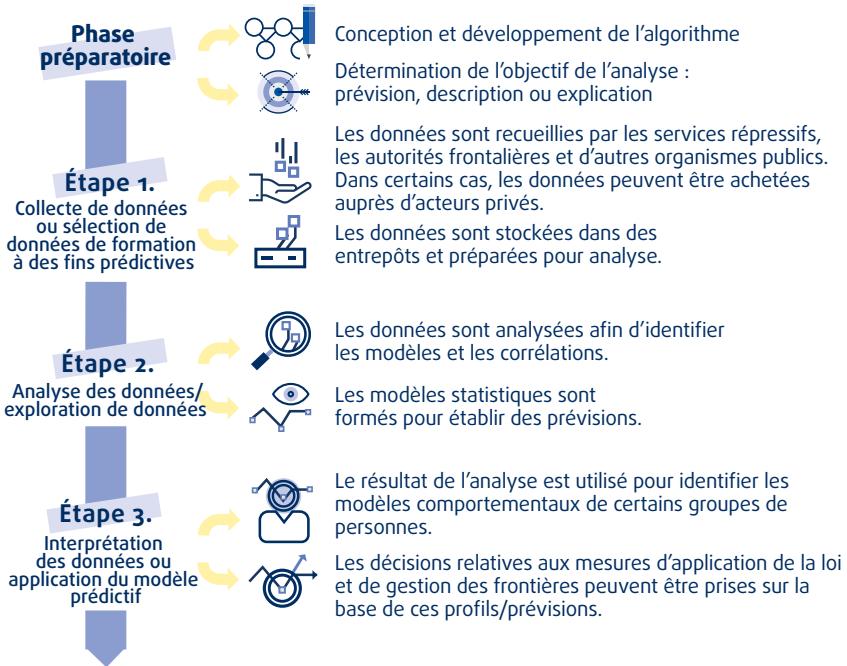 Phase
préparatoire
Conception et développement de l’algorithme
Détermination de l’objectif de l’analyse :
prévision, description ou explication
Étape 1.
Collecte de données
ou sélection de
données de formation
à des fins prédictives
Les données sont recueillies par les services répressifs,
les autorités frontalières et d’autres organismes publics.
Dans certains cas, les données peuvent être achetées
auprès d’acteurs privés.
Les données sont stockées dans des
entrepôts et préparées pour analyse.
Étape 2.
Analyse des données/
exploration de données
Les données sont analysées afin d’identifier
les modèles et les corrélations.
Les modèles statistiques sont
formés pour établir des prévisions.
Étape 3.
Interprétation
des données ou
application du modèle
prédictif
Le résultat de l’analyse est utilisé pour identifier les
modèles comportementaux de certains groupes de
personnes.
Les décisions relatives aux mesures d’application de la loi
et de gestion des frontières peuvent être prises sur la
base de ces profils/prévisions.